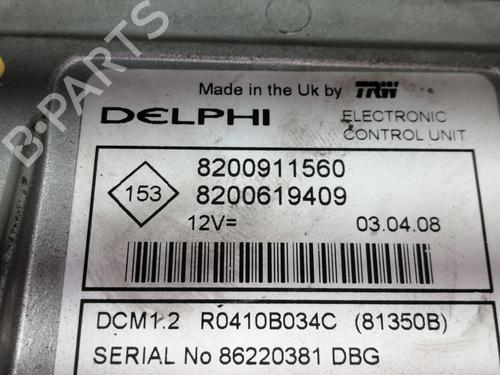 Made in the Uk by TRW
DELPHI ELECTRONIC
CONTROL UNIT
153
8200911560
8200619409
12V= 03.04.08
DCM1.2 R0410B034C (81350B)
SERIAL No 86220381 DBG
B-PARTS